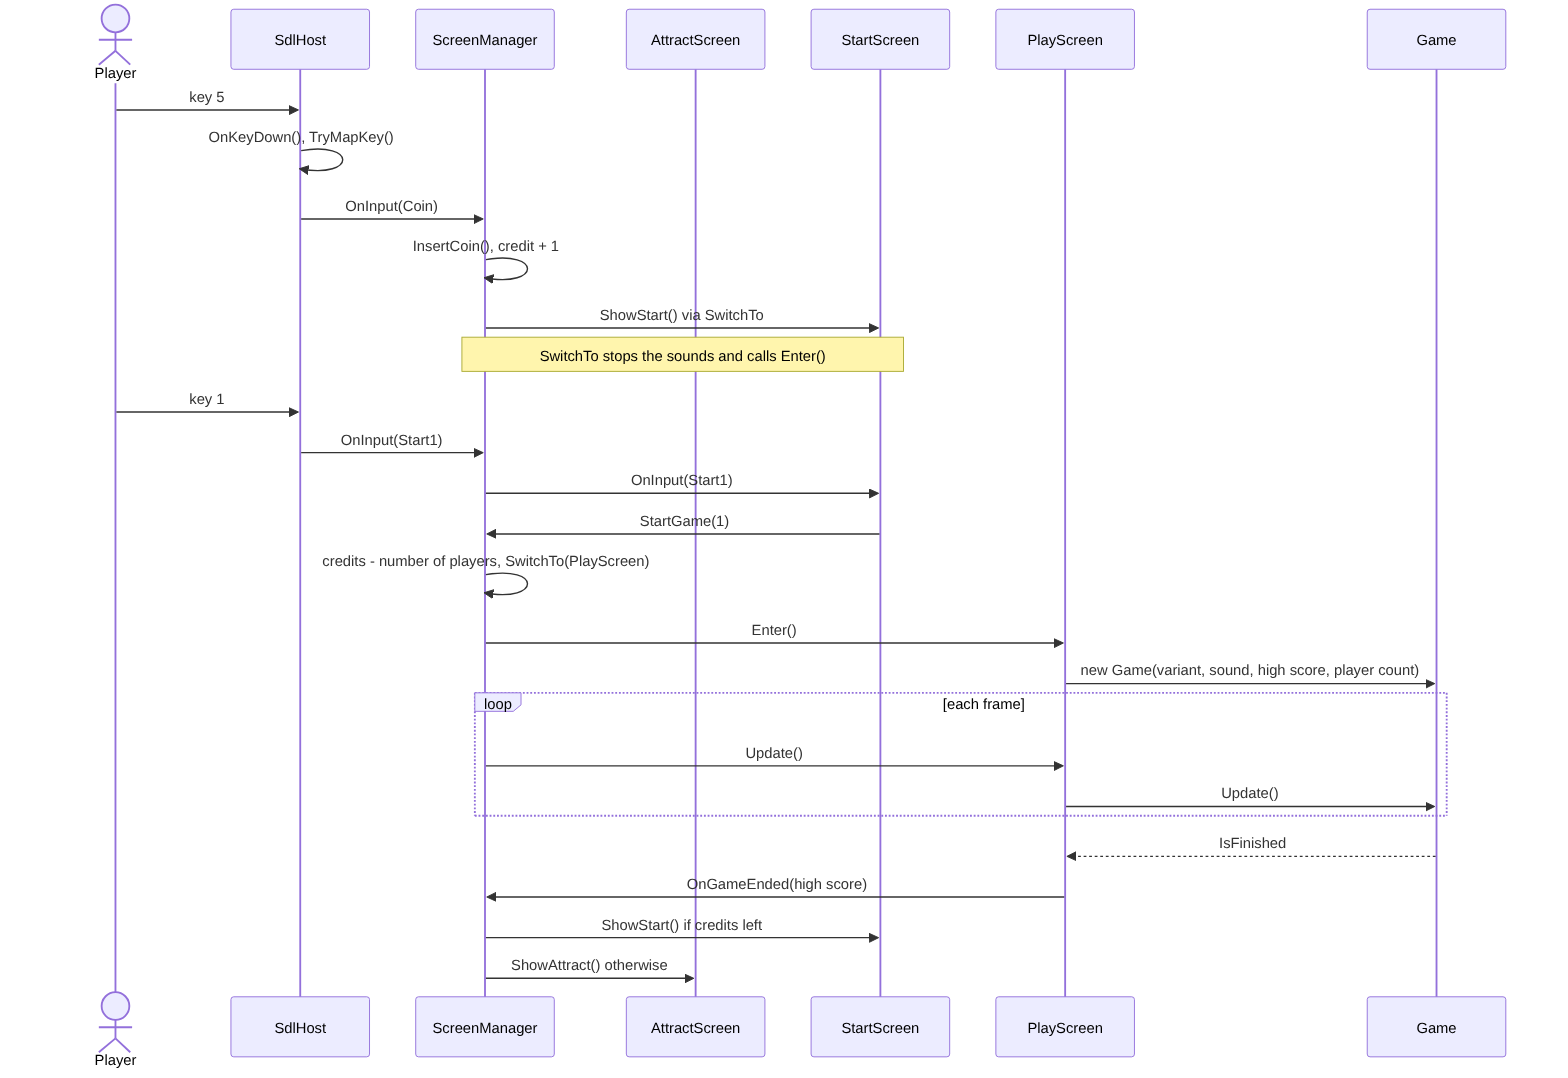 Player
SdlHost
ScreenManager
AttractScreen
StartScreen
PlayScreen
Game
key 5
OnKeyDown(), TryMapKey()
OnInput(Coin)
InsertCoin(), credit + 1
ShowStart() via SwitchTo
SwitchTo stops the sounds and calls Enter()
key 1
OnInput(Start1)
OnInput(Start1)
StartGame(1)
credits - number of players, SwitchTo(PlayScreen)
Enter()
new Game(variant, sound, high score, player count)
loop
[each frame]
Update()
Update()
IsFinished
OnGameEnded(high score)
ShowStart() if credits left
ShowAttract() otherwise
Player
SdlHost
ScreenManager
AttractScreen
StartScreen
PlayScreen
Game